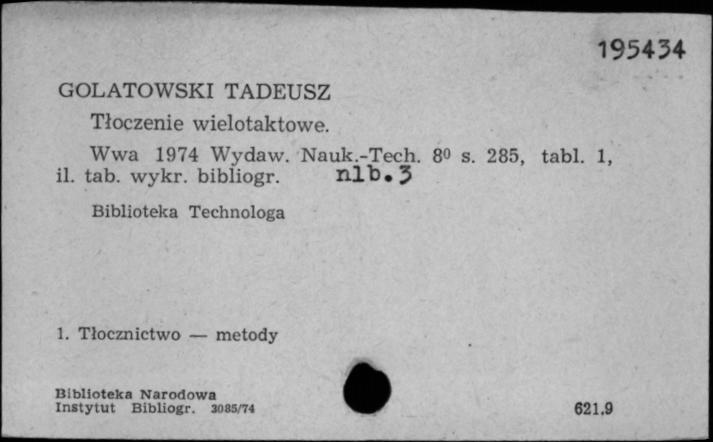 195434
GOLATOWSKI TADEUSZ
Tłoczenie wielotaktowe.
Wwa 1974 Wydaw. Nauk.-Tech. 8⁰ s. 285, tabl. 1,
il. tab. wykr. bibliogr. nlb.3
Biblioteka Technologa
1. Tłocznictwo — metody
Biblioteka Narodowa
Instytut Bibliogr. 3085/74 621.9